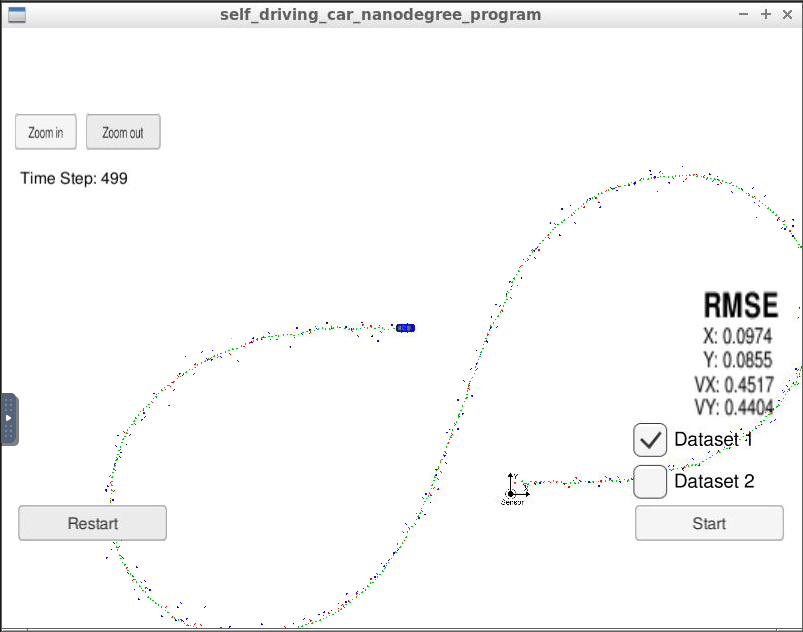 self_driving_car_nanodegree_program
Zoom in
Zoom out
Time Step: 499
RMSE
X: 0.0974
Y: 0.0855
VX: 0.4517
VY: 0.4404
Dataset 1
Dataset 2
Y
X
Sensor
Restart
Start